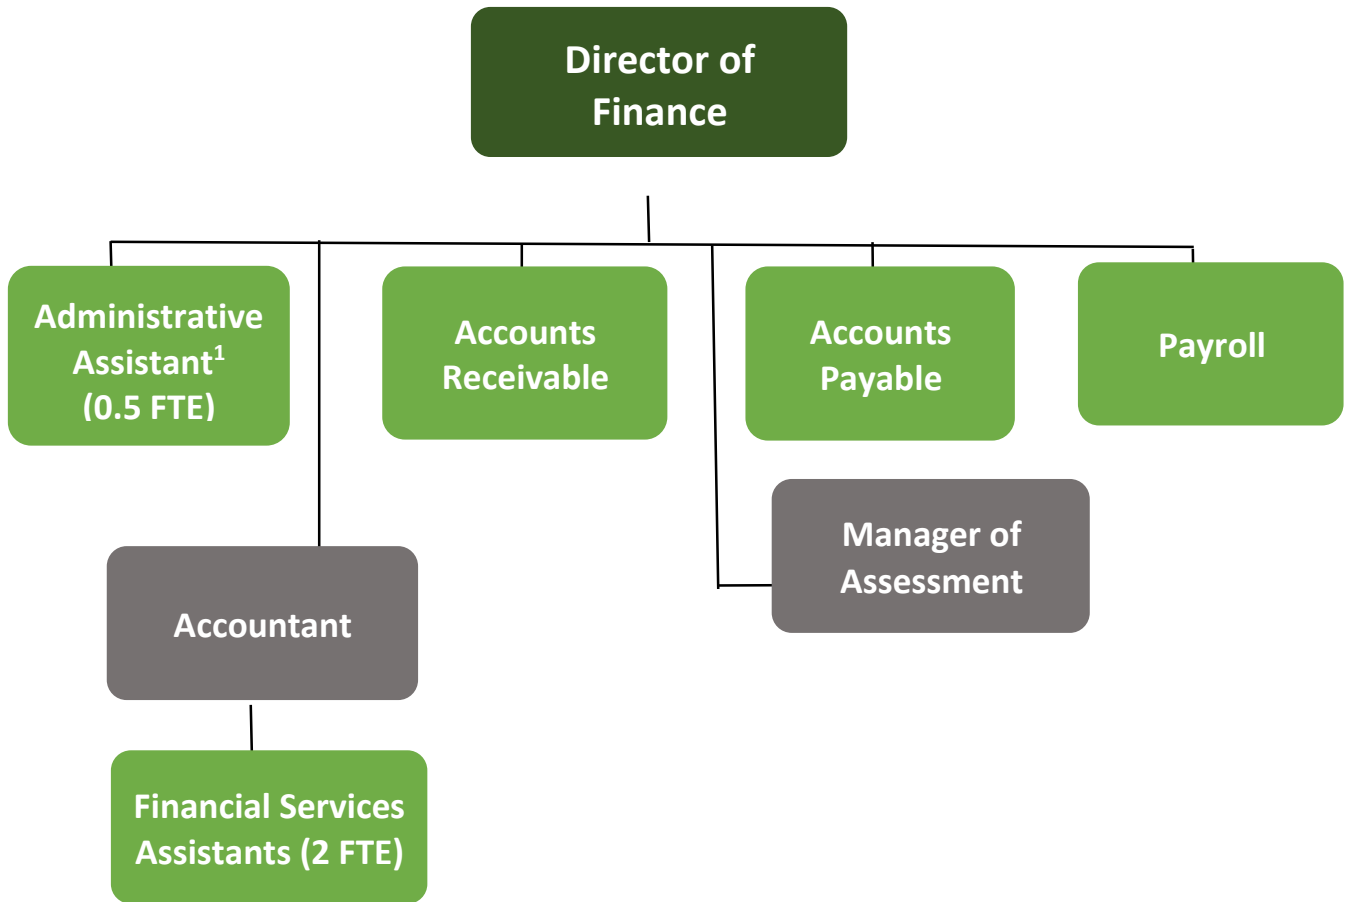 Director of
Finance
Administrative
Assistant¹
(0.5 FTE)
Accounts
Receivable
Accounts
Payable
Payroll
Manager of
Assessment
Accountant
Financial Services
Assistants (2 FTE)